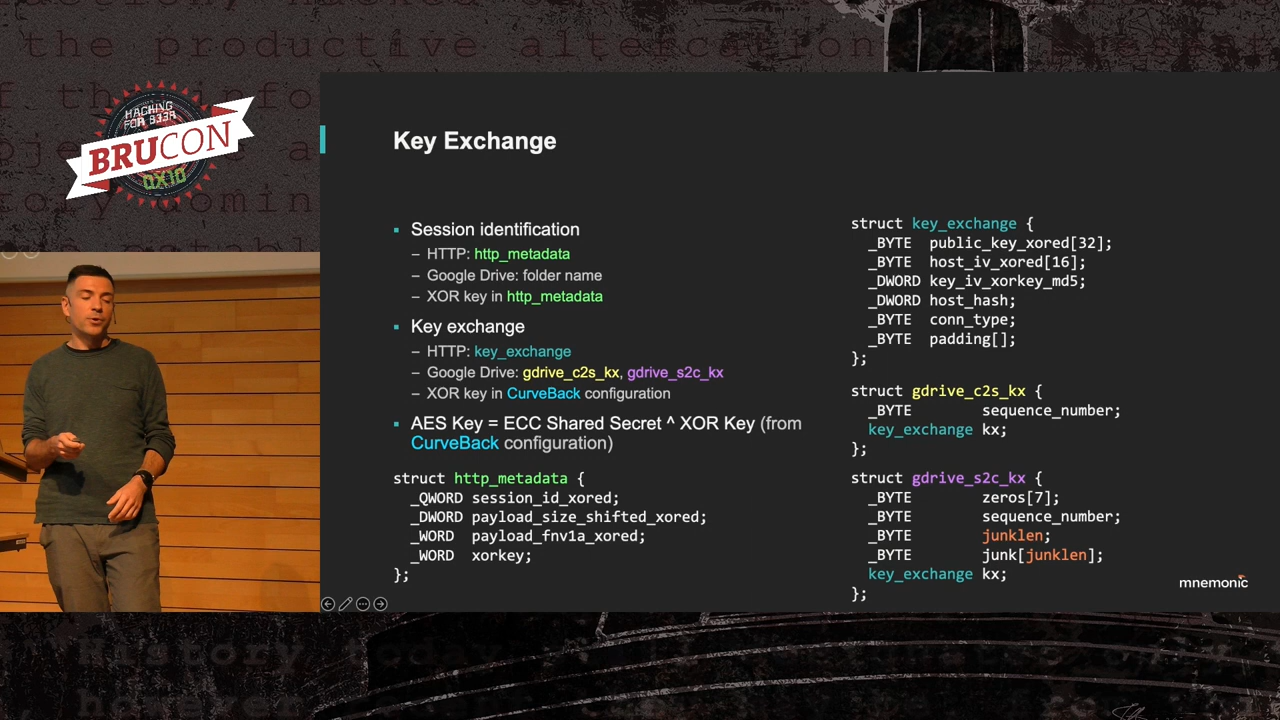 the productive altercation
HACKING
FOR B33R
BRUCON
0X10
Key Exchange
▪ Session identification
– HTTP: http_metadata
– Google Drive: folder name
– XOR key in http_metadata
▪ Key exchange
– HTTP: key_exchange
– Google Drive: gdrive_c2s_kx, gdrive_s2c_kx
– XOR key in CurveBack configuration
▪ AES Key = ECC Shared Secret ^ XOR Key (from
CurveBack configuration)
struct http_metadata {
_QWORD session_id_xored;
_DWORD payload_size_shifted_xored;
_WORD payload_fnv1a_xored;
_WORD xorkey;
};
struct key_exchange {
_BYTE public_key_xored[32];
_BYTE host_iv_xored[16];
_DWORD key_iv_xorkey_md5;
_DWORD host_hash;
_BYTE conn_type;
_BYTE padding[];
};
struct gdrive_c2s_kx {
_BYTE sequence_number;
key_exchange kx;
};
struct gdrive_s2c_kx {
_BYTE zeros[7];
_BYTE sequence_number;
_BYTE junklen;
_BYTE junk[junklen];
key_exchange kx;
};
mnemonic
History today
however